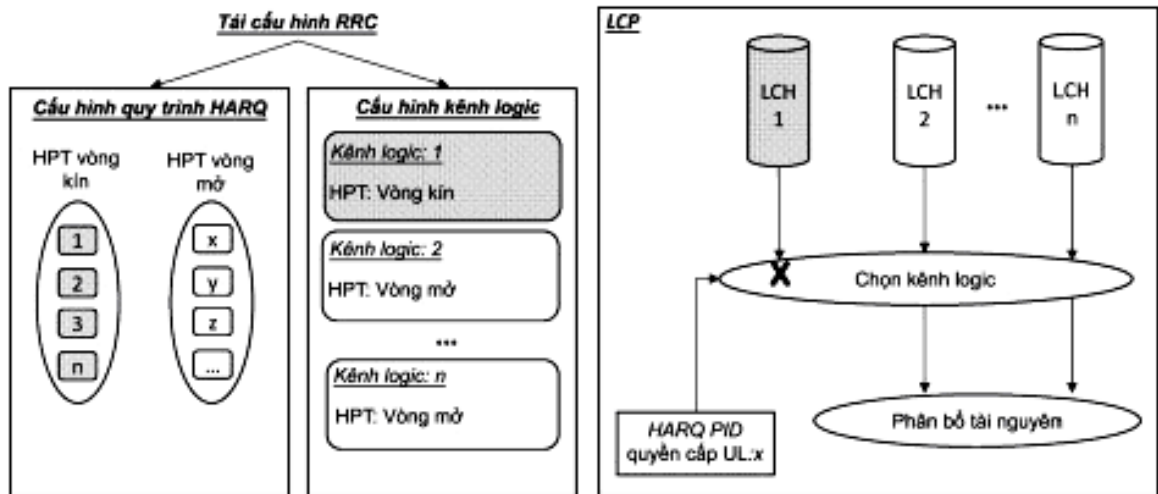 Tái cấu hình RRC
Cấu hình quy trình HARQ
HPT vòng
kín
HPT vòng
mở
1
2
3
n
x
y
z
...
Cấu hình kênh logic
Kênh logic: 1
HPT: Vòng kín
Kênh logic: 2
HPT: Vòng mở
...
Kênh logic: n
HPT: Vòng mở
LCP
LCH
1
LCH
2
...
LCH
n
X
Chọn kênh logic
Phân bổ tài nguyên
HARQ PID
quyền cấp UL:x